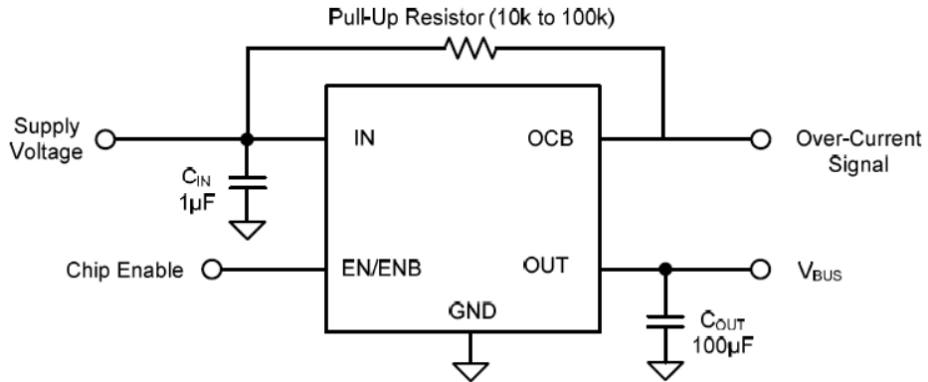 Pull-Up Resistor (10k to 100k)
Supply
Voltage
IN
OCB
Over-Current
Signal
CIN
1µF
Chip Enable
EN/ENB
OUT
VBUS
GND
COUT
100µF